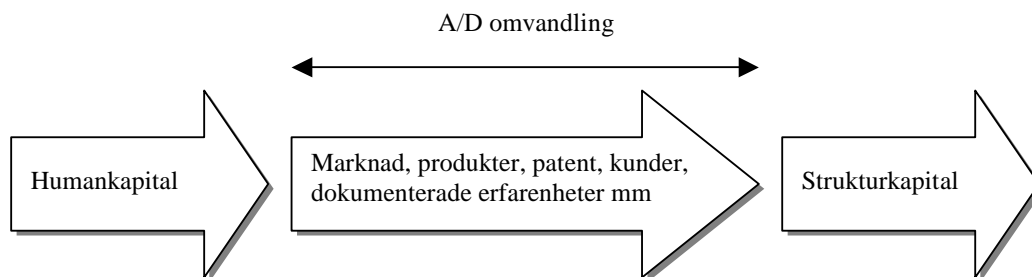 A/D omvandling
Humankapital
Marknad, produkter, patent, kunder,
dokumenterade erfarenheter mm
Strukturkapital